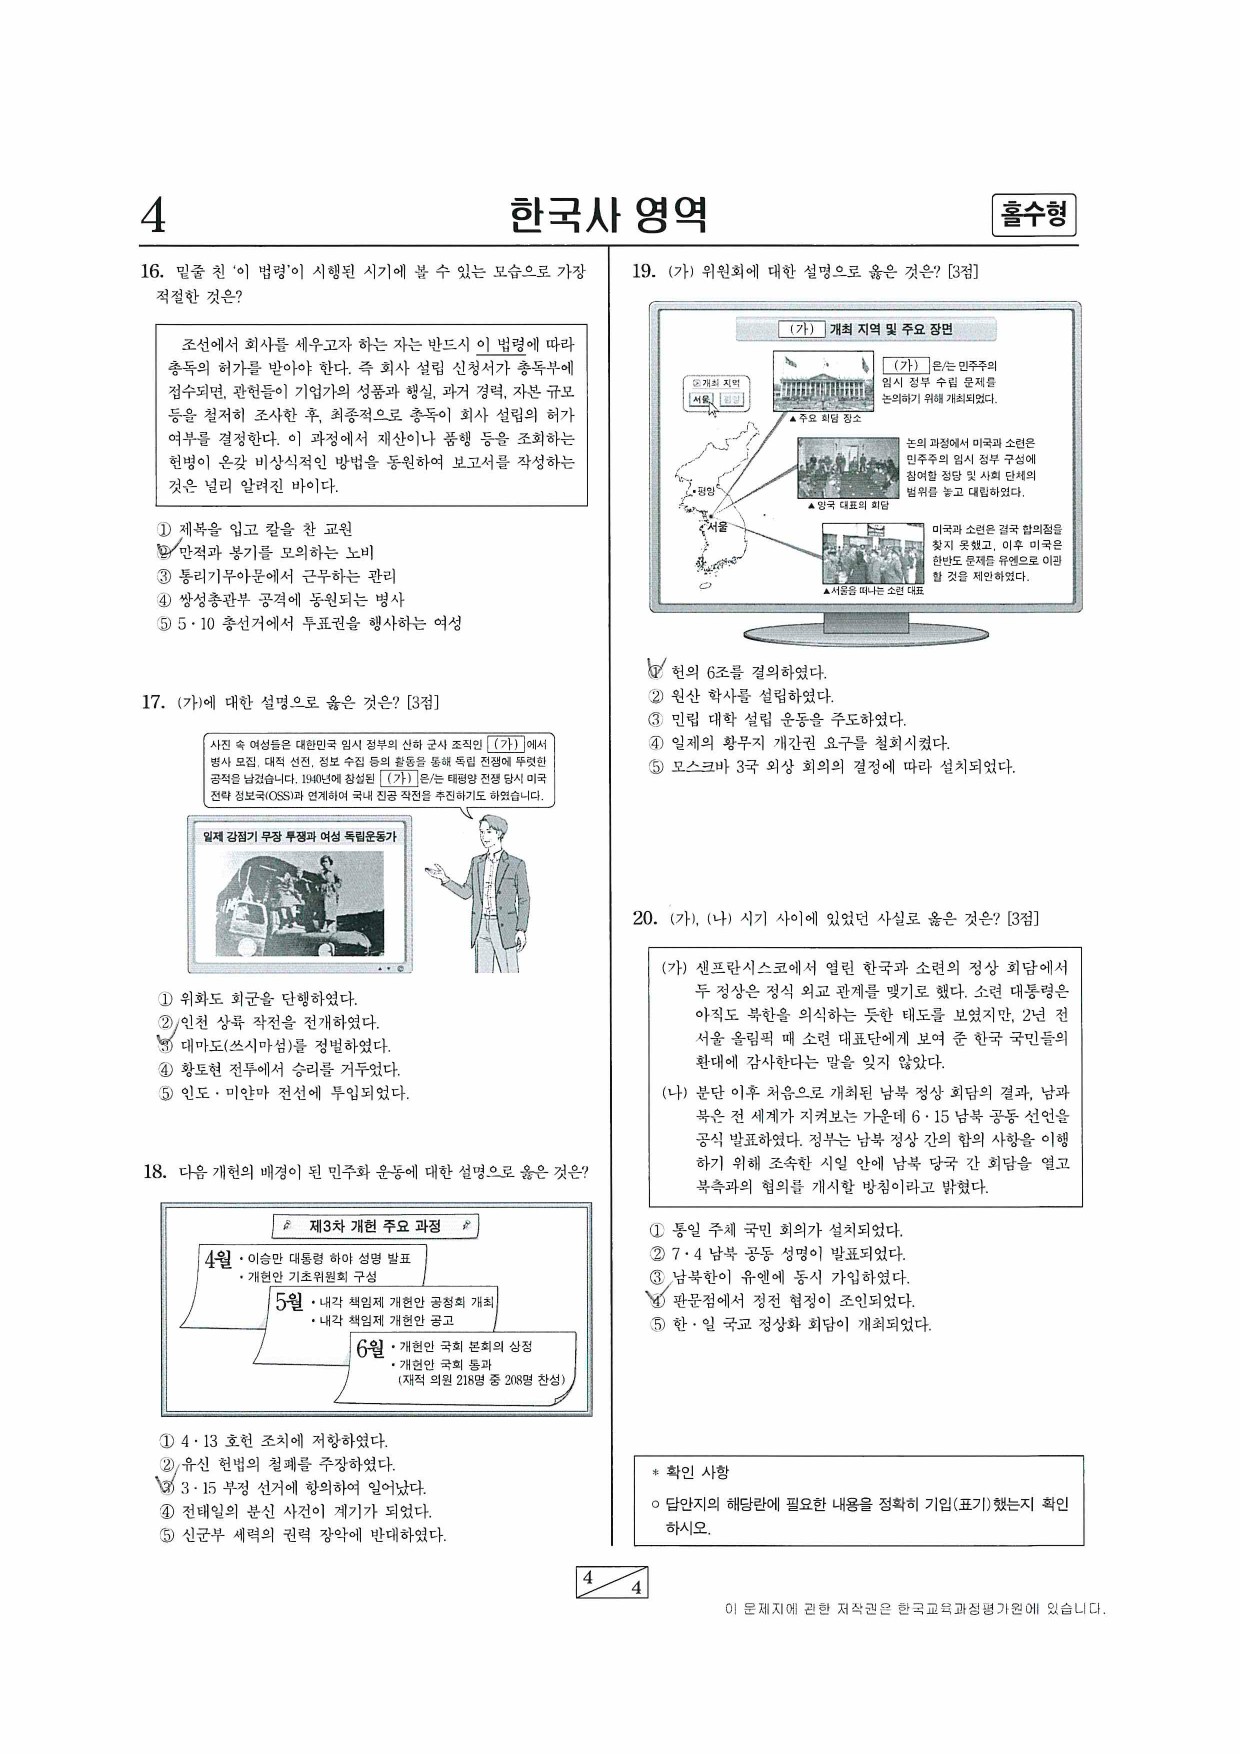 4
한국사 영역
홀수형
16. 밑줄 친 '이 법령'이 시행된 시기에 볼 수 있는 모습으로 가장
적절한 것은?
조선에서 회사를 세우고자 하는 자는 반드시 이 법령에 따라
총독의 허가를 받아야 한다. 즉 회사 설립 신청서가 총독부에
접수되면, 관헌들이 기업가의 성품과 행실, 과거 경력, 자본 규모
등을 철저히 조사한 후, 최종적으로 총독이 회사 설립의 허가
여부를 결정한다. 이 과정에서 재산이나 품행 등을 조회하는
헌병이 온갖 비상식적인 방법을 동원하여 보고서를 작성하는
것은 널리 알려진 바이다.
① 제복을 입고 칼을 찬 교원
② 만적과 봉기를 모의하는 노비
③ 통리기무아문에서 근무하는 관리
④ 쌍성총관부 공격에 동원되는 병사
⑤ 5·10 총선거에서 투표권을 행사하는 여성
17. (가)에 대한 설명으로 옳은 것은? [3점]
사진 속 여성들은 대한민국 임시 정부의 산하 군사 조직인 (가) 에서
병사 모집, 대적 선전, 정보 수집 등의 활동을 통해 독립 전쟁에 뚜렷한
공적을 남겼습니다. 1940년에 창설된 (가) 은/는 태평양 전쟁 당시 미국
전략 정보국(OSS)과 연계하여 국내 진공 작전을 추진하기도 하였습니다.
일제 강점기 무장 투쟁과 여성 독립운동가
① 위화도 회군을 단행하였다.
② 인천 상륙 작전을 전개하였다.
③ 대마도(쓰시마섬)를 정벌하였다.
④ 황토현 전투에서 승리를 거두었다.
⑤ 인도·미얀마 전선에 투입되었다.
18. 다음 개헌의 배경이 된 민주화 운동에 대한 설명으로 옳은 것은?
제3차 개헌 주요 과정
4월 · 이승만 대통령 하야 성명 발표
· 개헌안 기초위원회 구성
5월 · 내각 책임제 개헌안 공청회 개최
· 내각 책임제 개헌안 공고
6월 · 개헌안 국회 본회의 상정
· 개헌안 국회 통과
(재적 의원 218명 중 208명 찬성)
① 4·13 호헌 조치에 저항하였다.
② 유신 헌법의 철폐를 주장하였다.
③ 3·15 부정 선거에 항의하여 일어났다.
④ 전태일의 분신 사건이 계기가 되었다.
⑤ 신군부 세력의 권력 장악에 반대하였다.
19. (가) 위원회에 대한 설명으로 옳은 것은? [3점]
(가) 개최 지역 및 주요 장면
개최 지역
서울 평양
▲ 주요 회담 장소
(가) 은/는 민주주의
임시 정부 수립 문제를
논의하기 위해 개최되었다.
평양
서울
▲ 양국 대표의 회담
논의 과정에서 미국과 소련은
민주주의 임시 정부 구성에
참여할 정당 및 사회 단체의
범위를 놓고 대립하였다.
▲서울을 떠나는 소련 대표
미국과 소련은 결국 합의점을
찾지 못했고, 이후 미국은
한반도 문제를 유엔으로 이관
할 것을 제안하였다.
① 헌의 6조를 결의하였다.
② 원산 학사를 설립하였다.
③ 민립 대학 설립 운동을 주도하였다.
④ 일제의 황무지 개간권 요구를 철회시켰다.
⑤ 모스크바 3국 외상 회의의 결정에 따라 설치되었다.
20. (가), (나) 시기 사이에 있었던 사실로 옳은 것은? [3점]
(가) 샌프란시스코에서 열린 한국과 소련의 정상 회담에서
두 정상은 정식 외교 관계를 맺기로 했다. 소련 대통령은
아직도 북한을 의식하는 듯한 태도를 보였지만, 2년 전
서울 올림픽 때 소련 대표단에게 보여 준 한국 국민들의
환대에 감사한다는 말을 잊지 않았다.
(나) 분단 이후 처음으로 개최된 남북 정상 회담의 결과, 남과
북은 전 세계가 지켜보는 가운데 6·15 남북 공동 선언을
공식 발표하였다. 정부는 남북 정상 간의 합의 사항을 이행
하기 위해 조속한 시일 안에 남북 당국 간 회담을 열고
북측과의 협의를 개시할 방침이라고 밝혔다.
① 통일 주체 국민 회의가 설치되었다.
② 7·4 남북 공동 성명이 발표되었다.
③ 남북한이 유엔에 동시 가입하였다.
④ 판문점에서 정전 협정이 조인되었다.
⑤ 한·일 국교 정상화 회담이 개최되었다.
* 확인 사항
○ 답안지의 해당란에 필요한 내용을 정확히 기입(표기)했는지 확인
하시오.
4
4
이 문제지에 관한 저작권은 한국교육과정평가원에 있습니다.